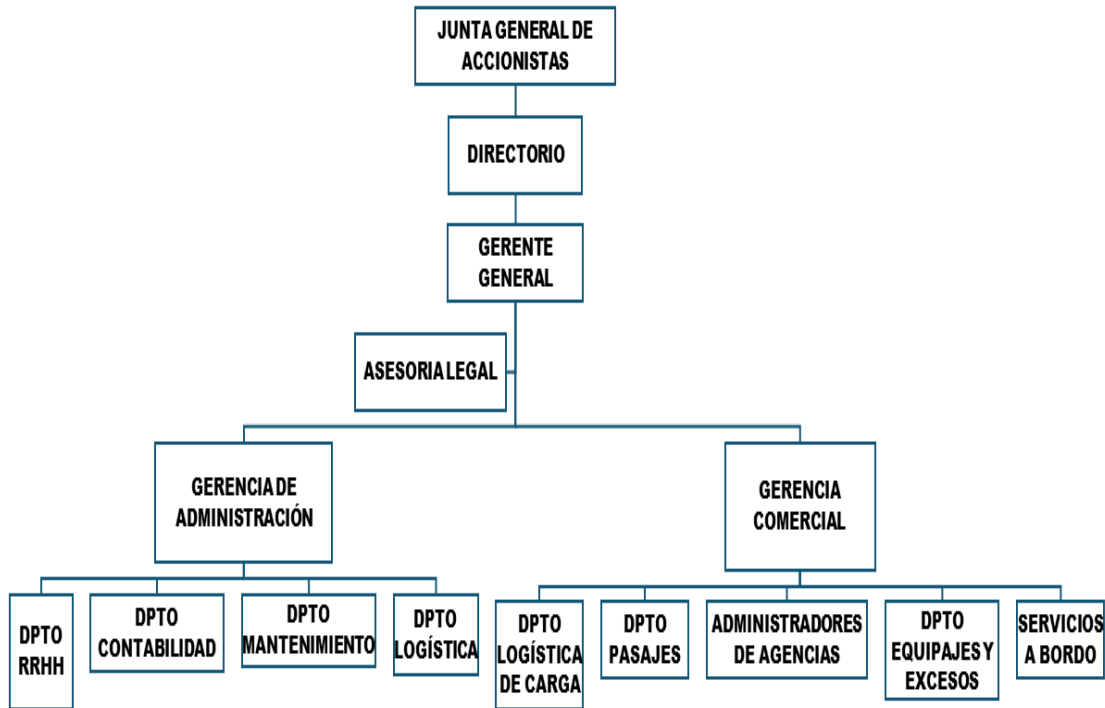 JUNTA GENERAL DE
ACCIONISTAS
DIRECTORIO
GERENTE
GENERAL
ASESORIA LEGAL
GERENCIA DE
ADMINISTRACIÓN
GERENCIA
COMERCIAL
DPTO
RRHH
DPTO
CONTABILIDAD
DPTO
MANTENIMIENTO
DPTO
LOGÍSTICA
DPTO
LOGÍSTICA
DE CARGA
DPTO
PASAJES
ADMINISTRADORES
DE AGENCIAS
DPTO
EQUIPAJES Y
EXCESOS
SERVICIOS
A BORDO